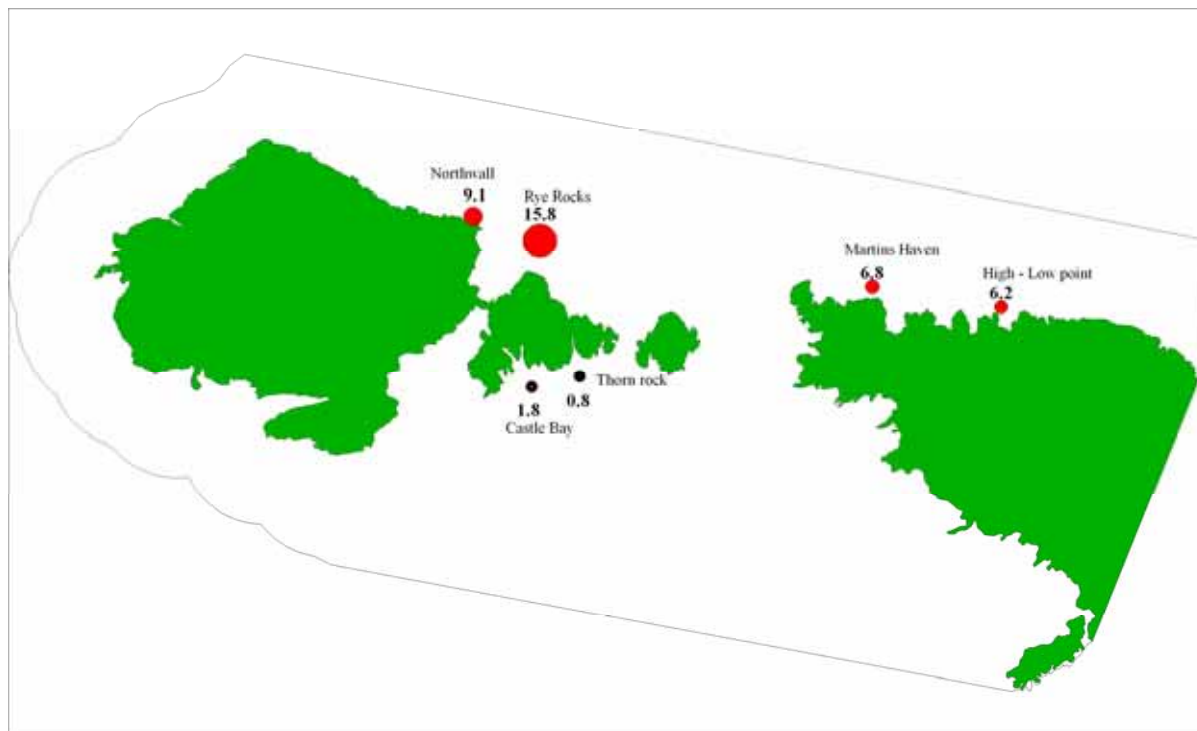 Northwall
9.1
Rye Rocks
15.8
Martins Haven
6.8
High - Low point
6.2
Thorn rock
0.8
1.8
Castle Bay